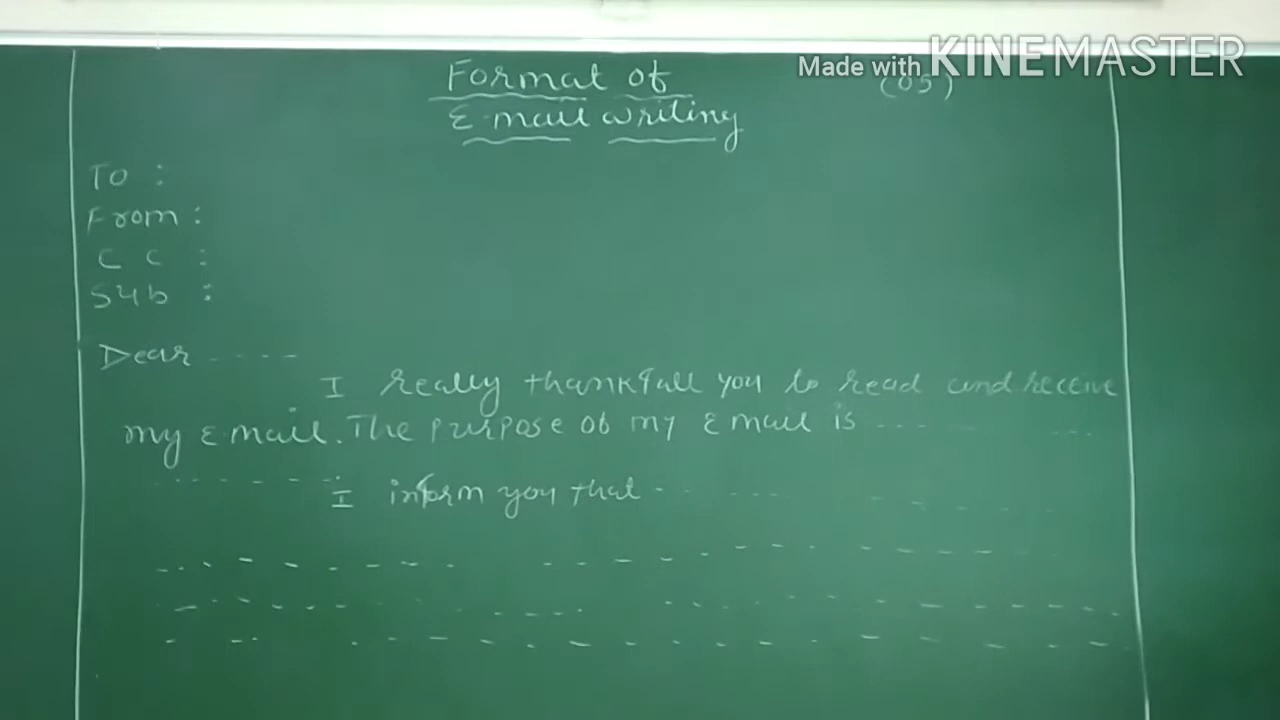 Made with KINEMASTER
Format of (05)
E-mail writing
To :
From :
C C :
Sub :
Dear -----
I really thankfull you to read and receive
my E-mail. The purpose of my E mail is ---- ---
------
I inform you that - - - - - - - - -